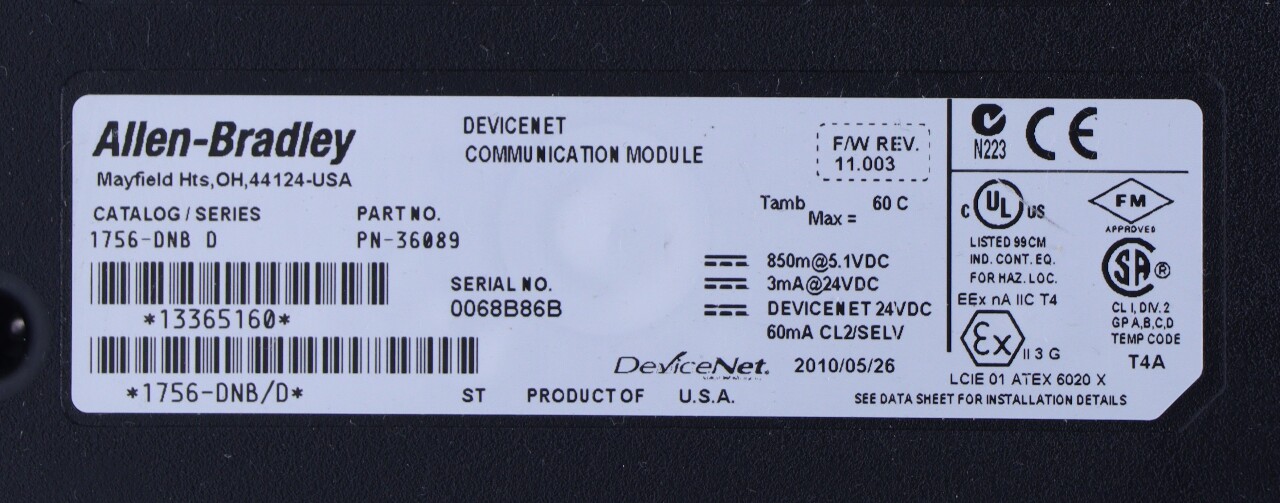 Allen-Bradley
Mayfield Hts,OH,44124-USA
DEVICENET
COMMUNICATION MODULE
F/W REV.
11.003
Tamb Max = 60 C
CATALOG / SERIES
1756-DNB D
PART NO.
PN-36089
*13365160*
SERIAL NO.
0068B86B
850m@5.1VDC
3mA@24VDC
DEVICENET 24VDC
60mA CL2/SELV
*1756-DNB/D*
DeviceNet.
2010/05/26
ST PRODUCT OF U.S.A.
N223
CE
c UL US
LISTED 99CM
IND. CONT. EQ.
FOR HAZ. LOC.
EEx nA IIC T4
Ex II 3 G
LCIE 01 ATEX 6020 X
FM
APPROVED
SA ®
CL I, DIV. 2
GP A,B,C,D
TEMP CODE
T4A
SEE DATA SHEET FOR INSTALLATION DETAILS